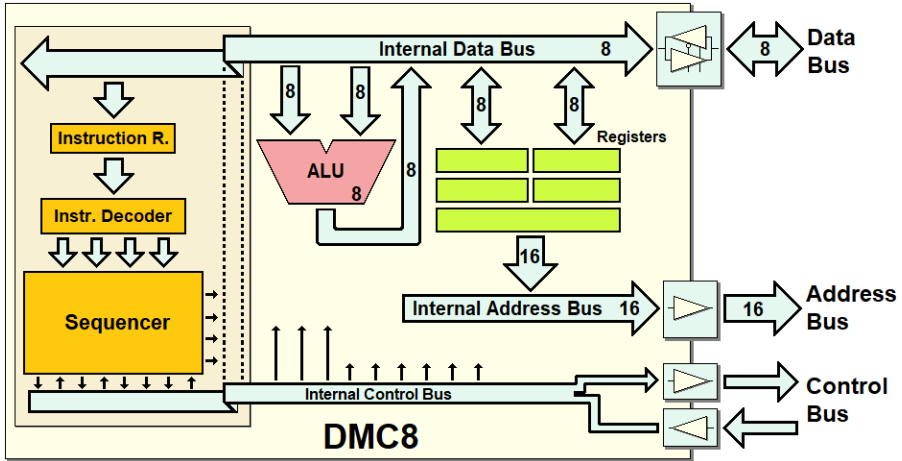 Internal Data Bus 8
8
Data
Bus
8
8
8
8
8
Instruction R.
Registers
ALU
8
Instr. Decoder
16
Sequencer
Internal Address Bus 16
16
Address
Bus
Internal Control Bus
Control
Bus
DMC8